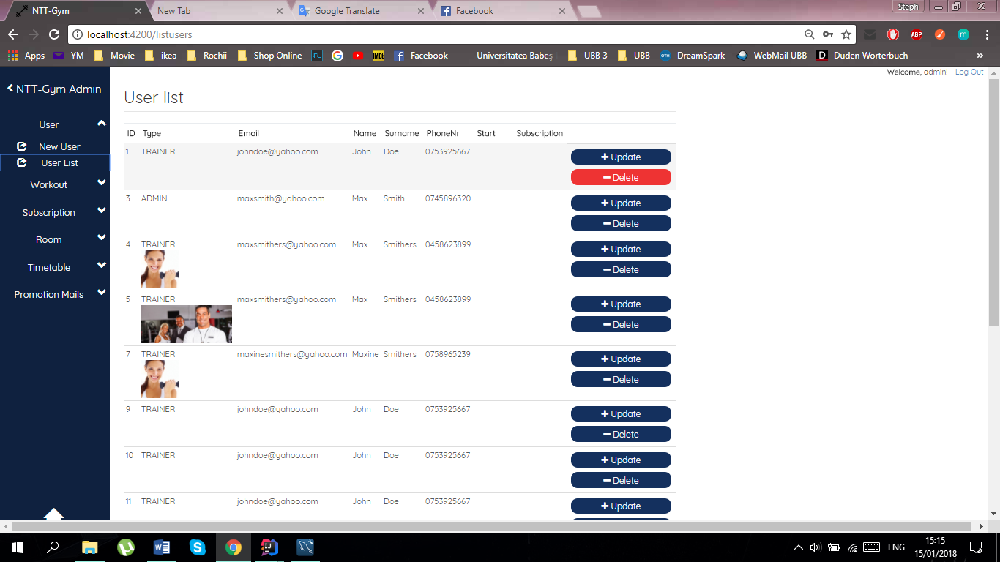 NTT-Gym
New Tab
Google Translate
Facebook
Steph
localhost:4200/listusers
ABP
m
Apps YM Movie ikea Rochii Shop Online FL G IMDb Facebook Universitatea Babeș- UBB 3 UBB OTH DreamSpark WebMail UBB D Duden Worterbuch »
Welcome, admin! Log Out
NTT-Gym Admin
User
New User
User List
Workout
Subscription
Room
Timetable
Promotion Mails
User list
ID Type Email Name Surname PhoneNr Start Subscription
1 TRAINER johndoe@yahoo.com John Doe 0753925667
Update
Delete
3 ADMIN maxsmith@yahoo.com Max Smith 0745896320
Update
Delete
4 TRAINER maxsmithers@yahoo.com Max Smithers 0458623899
Update
Delete
5 TRAINER maxsmithers@yahoo.com Max Smithers 0458623899
Update
Delete
7 TRAINER maxinesmithers@yahoo.com Maxine Smithers 0758965239
Update
Delete
9 TRAINER johndoe@yahoo.com John Doe 0753925667
Update
Delete
10 TRAINER johndoe@yahoo.com John Doe 0753925667
Update
Delete
11 TRAINER johndoe@yahoo.com John Doe 0753925667
Update
ENG
15:15
15/01/2018